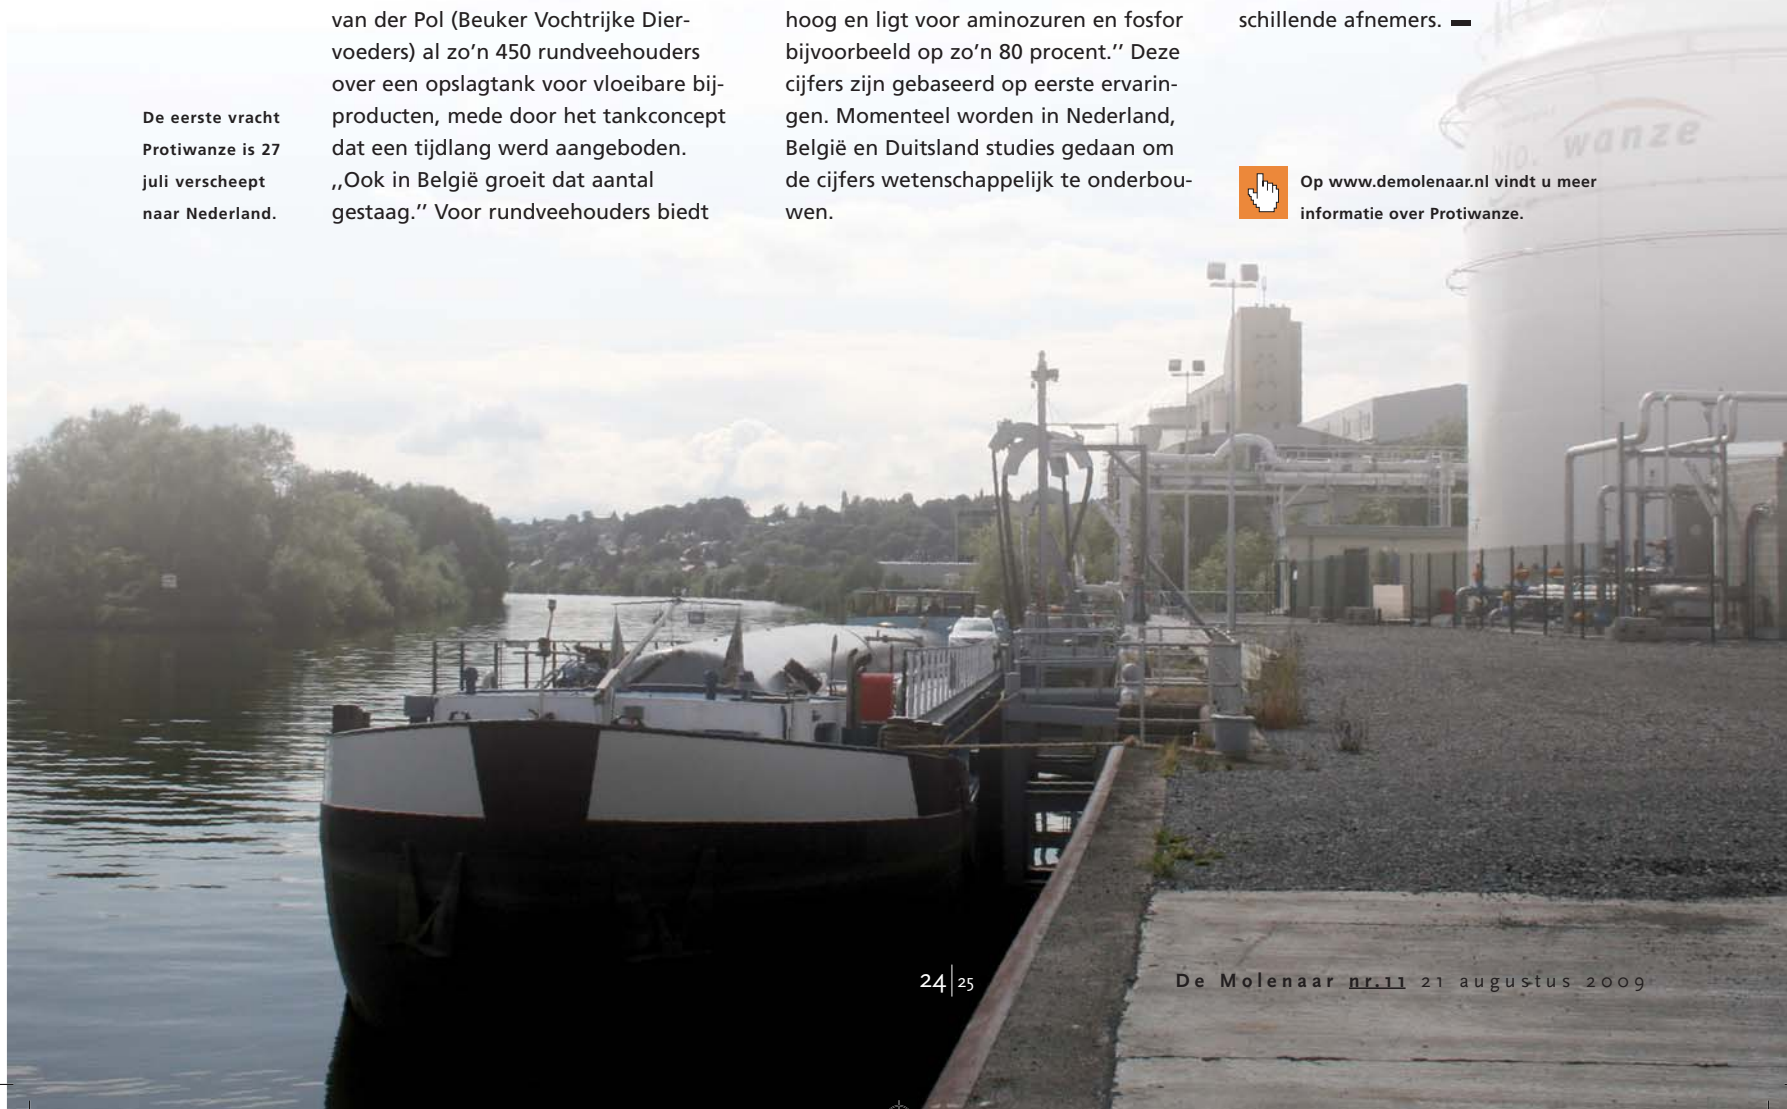 De eerste vracht
Protiwanze is 27
juli verscheept
naar Nederland.
van der Pol (Beuker Vochtrijke Dier-
voeders) al zo’n 450 rundveehouders
over een opslagtank voor vloeibare bij-
producten, mede door het tankconcept
dat een tijdlang werd aangeboden.
,,Ook in België groeit dat aantal
gestaag.’’ Voor rundveehouders biedt
hoog en ligt voor aminozuren en fosfor
bijvoorbeeld op zo’n 80 procent.’’ Deze
cijfers zijn gebaseerd op eerste ervarin-
gen. Momenteel worden in Nederland,
België en Duitsland studies gedaan om
de cijfers wetenschappelijk te onderbou-
wen.
schillende afnemers.
bio.wanze
Op www.demolenaar.nl vindt u meer
informatie over Protiwanze.
24|25
De Molenaar nr.11 21 augustus 2009